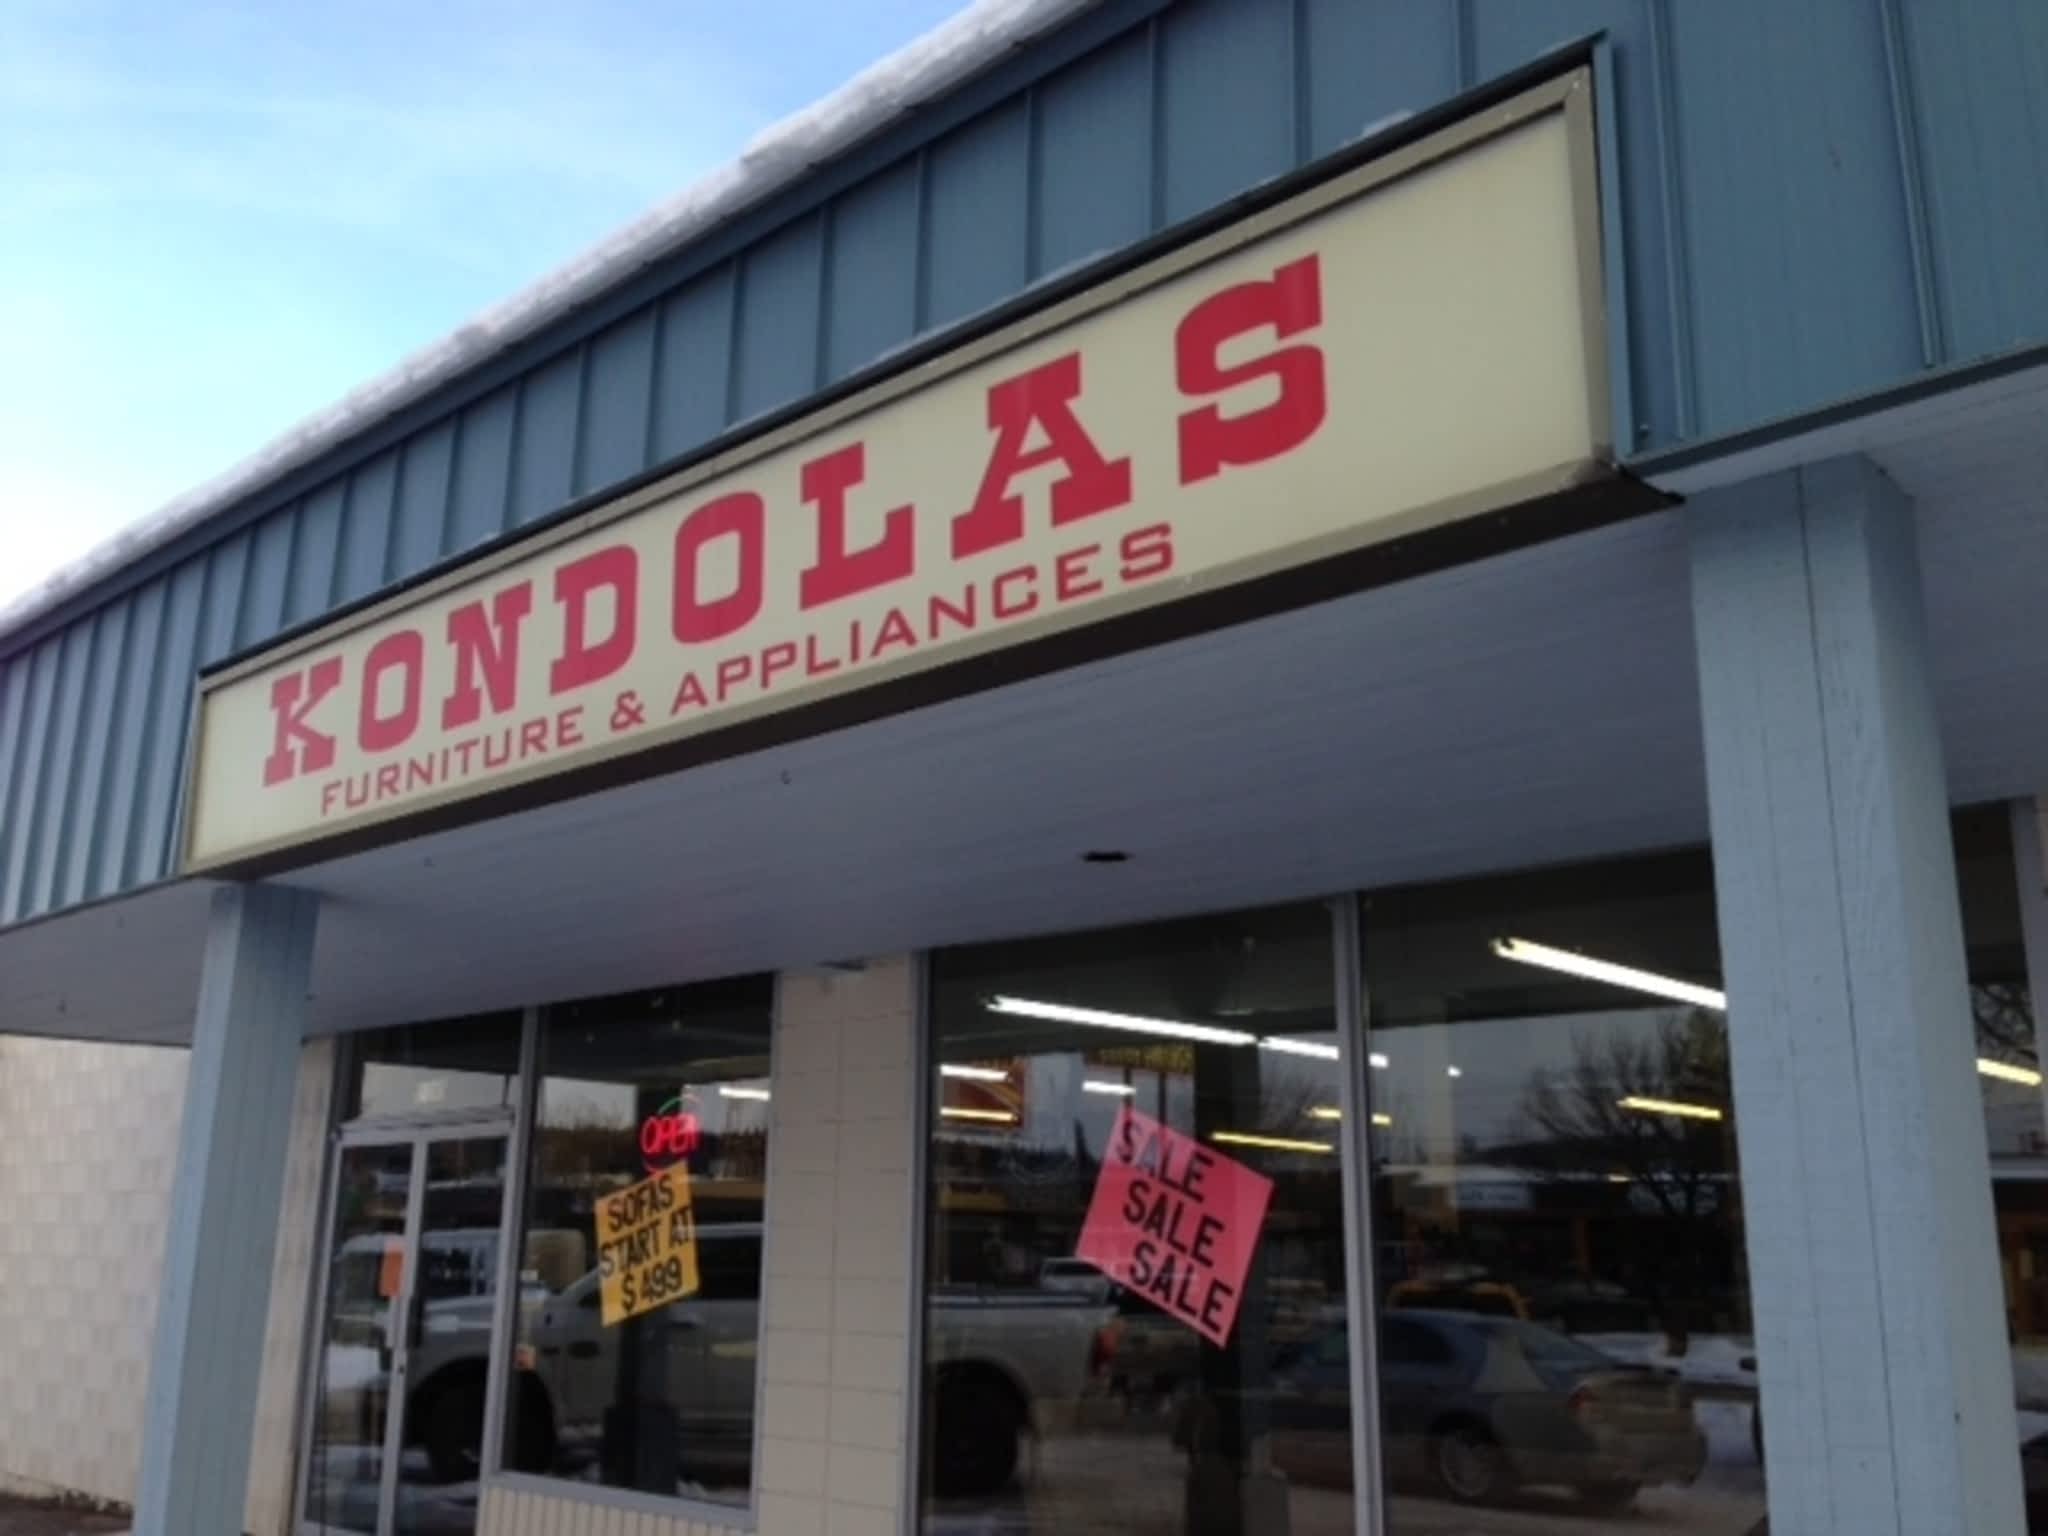 KONDOLAS
FURNITURE & APPLIANCES
OPEN
SOFAS
START AT
$499
SALE
SALE
SALE